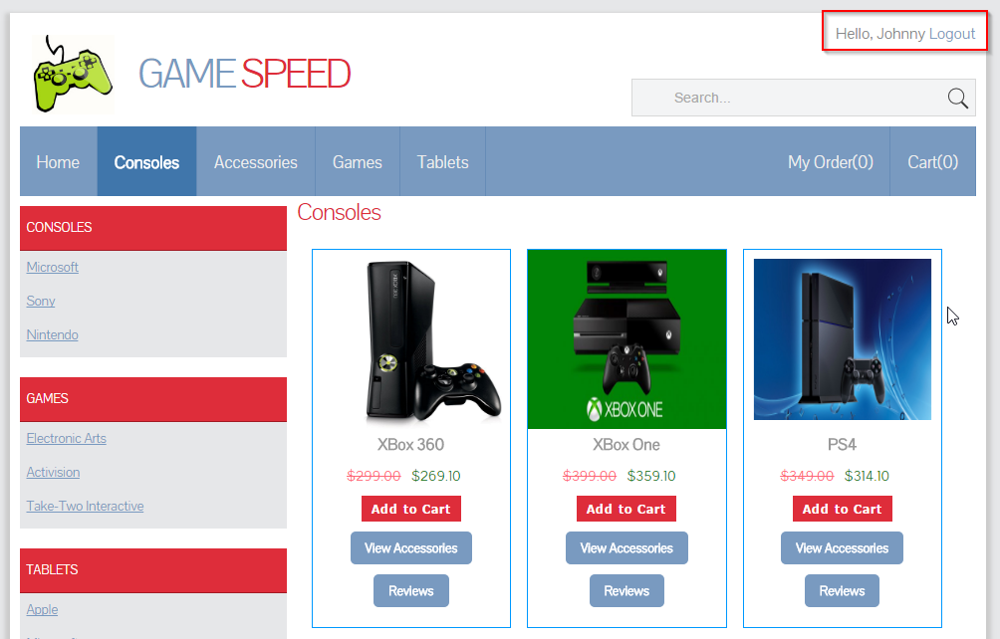 Hello, Johnny Logout
GAMESPEED
Search...
Home Consoles Accessories Games Tablets My Order(0) Cart(0)
CONSOLES
Microsoft
Sony
Nintendo
GAMES
Electronic Arts
Activision
Take-Two Interactive
TABLETS
Apple
Consoles
XBOX ONE
XBox 360 XBox One PS4
$299.00 $269.10 $399.00 $359.10 $349.00 $314.10
Add to Cart Add to Cart Add to Cart
View Accessories View Accessories View Accessories
Reviews Reviews Reviews